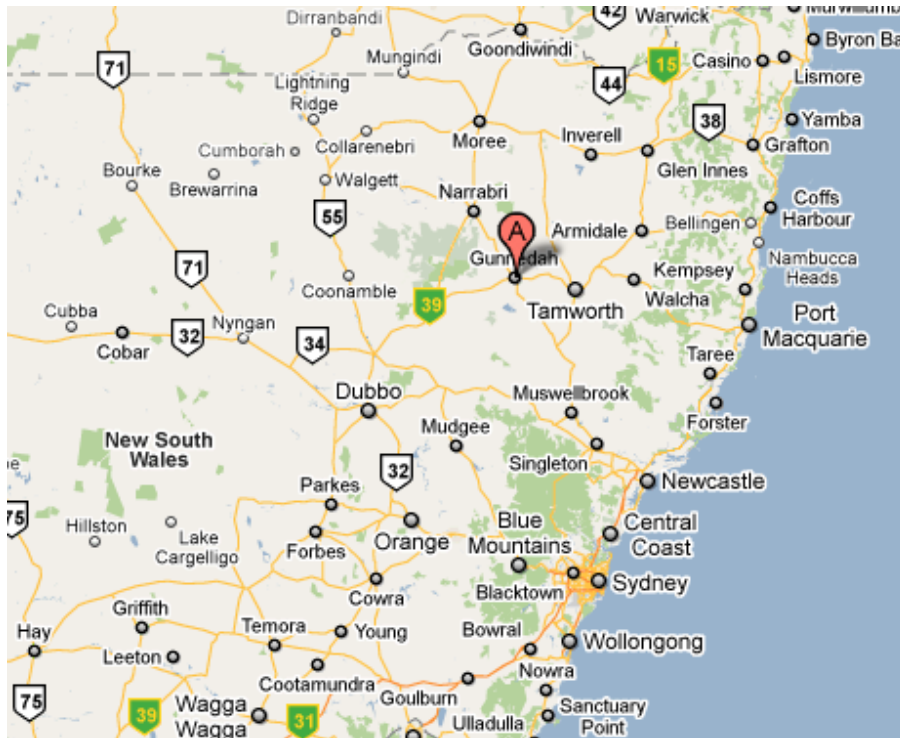 42
Warwick
Murwillumb
Dirranbandi
Goondiwindi
Byron Ba
71
Mungindi
15
Casino
Lismore
Lightning
Ridge
44
38
Yamba
Moree
Inverell
Grafton
Cumborah
Collarenebri
Glen Innes
Bourke
Brewarrina
Walgett
Narrabri
Coffs
Harbour
55
Bellingen
A
Armidale
71
Gunnedah
Nambucca
Heads
Coonamble
Kempsey
39
Tamworth
Walcha
Cubba
Nyngan
Port
Macquarie
32
34
Cobar
Taree
Dubbo
Muswellbrook
Forster
Mudgee
New South
Wales
Singleton
32
Newcastle
Parkes
75
Hillston
Lake
Cargelligo
Forbes
Orange
Blue
Mountains
Central
Coast
Blacktown
Sydney
Cowra
Griffith
Hay
Temora
Young
Bowral
Wollongong
Leeton
Cootamundra
Nowra
75
39
Wagga
Wagga
31
Goulburn
Ulladulla
Sanctuary
Point